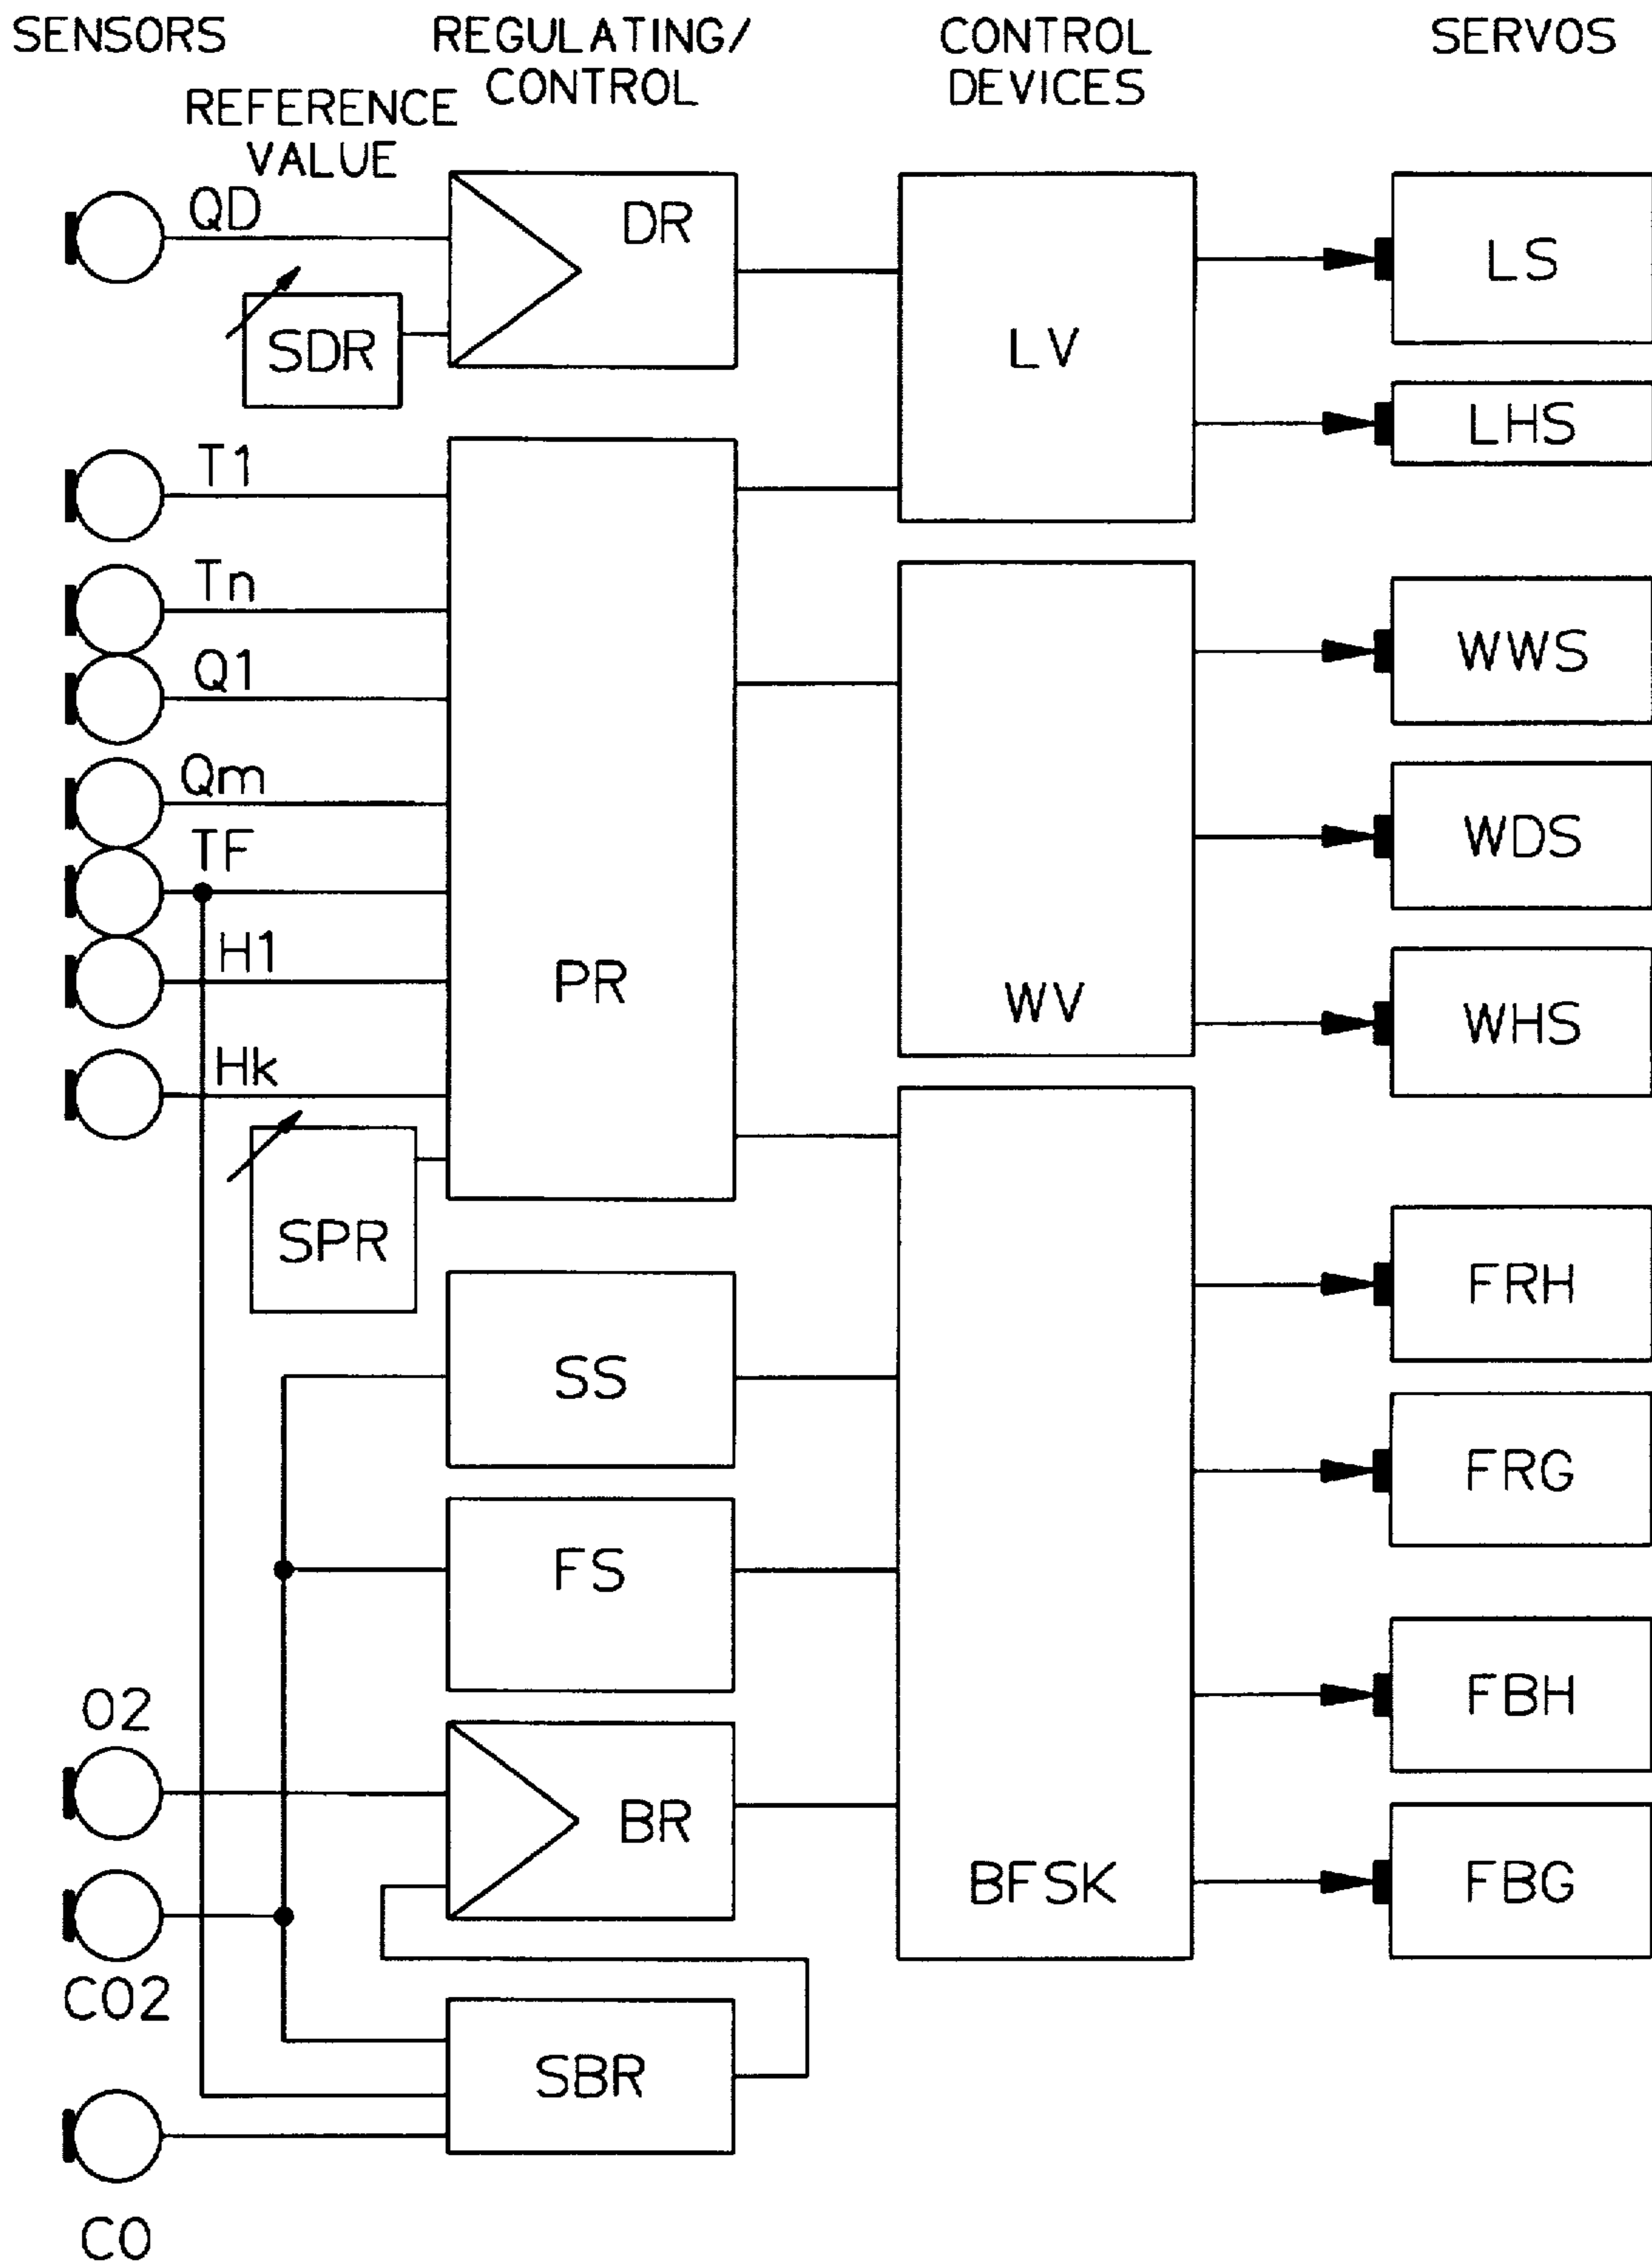 SENSORS
REGULATING/
CONTROL
CONTROL
DEVICES
SERVOS
REFERENCE
VALUE
QD
DR
SDR
LV
LS
LHS
T1
Tn
Q1
Qm
TF
H1
Hk
PR
SPR
WV
WWS
WDS
WHS
SS
FS
BR
BFSK
FRH
FRG
FBH
FBG
O2
CO2
SBR
CO